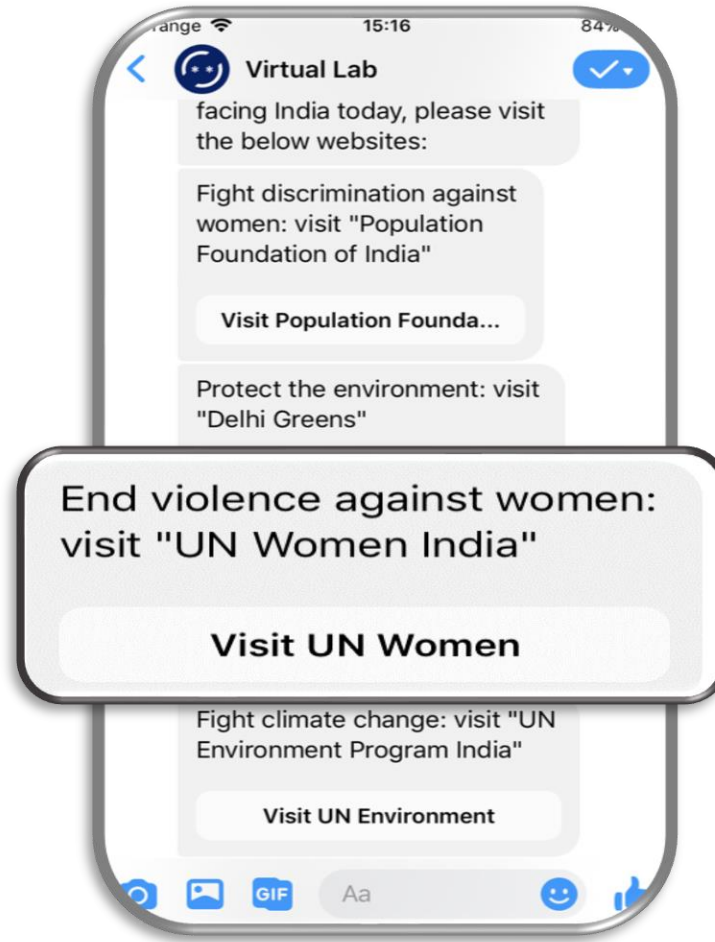 15:16
84%
Virtual Lab
facing India today, please visit
the below websites:
Fight discrimination against
women: visit "Population
Foundation of India"
Visit Population Founda...
Protect the environment: visit
"Delhi Greens"
End violence against women:
visit "UN Women India"
Visit UN Women
Fight climate change: visit "UN
Environment Program India"
Visit UN Environment
GIF
Aa